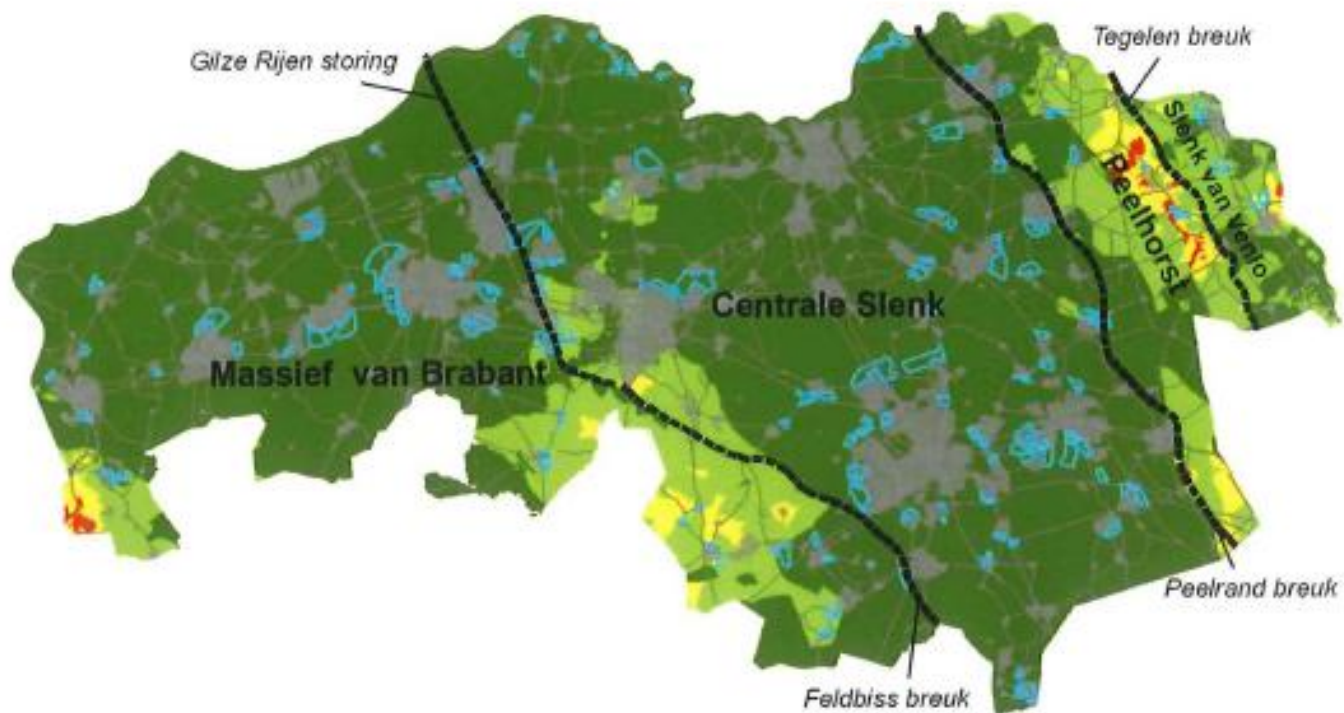 Tegelen breuk
Gilze Rijen storing
Slenk van Venlo
Peelhorst
Centrale Slenk
Massief van Brabant
Peelrand breuk
Feldbiss breuk